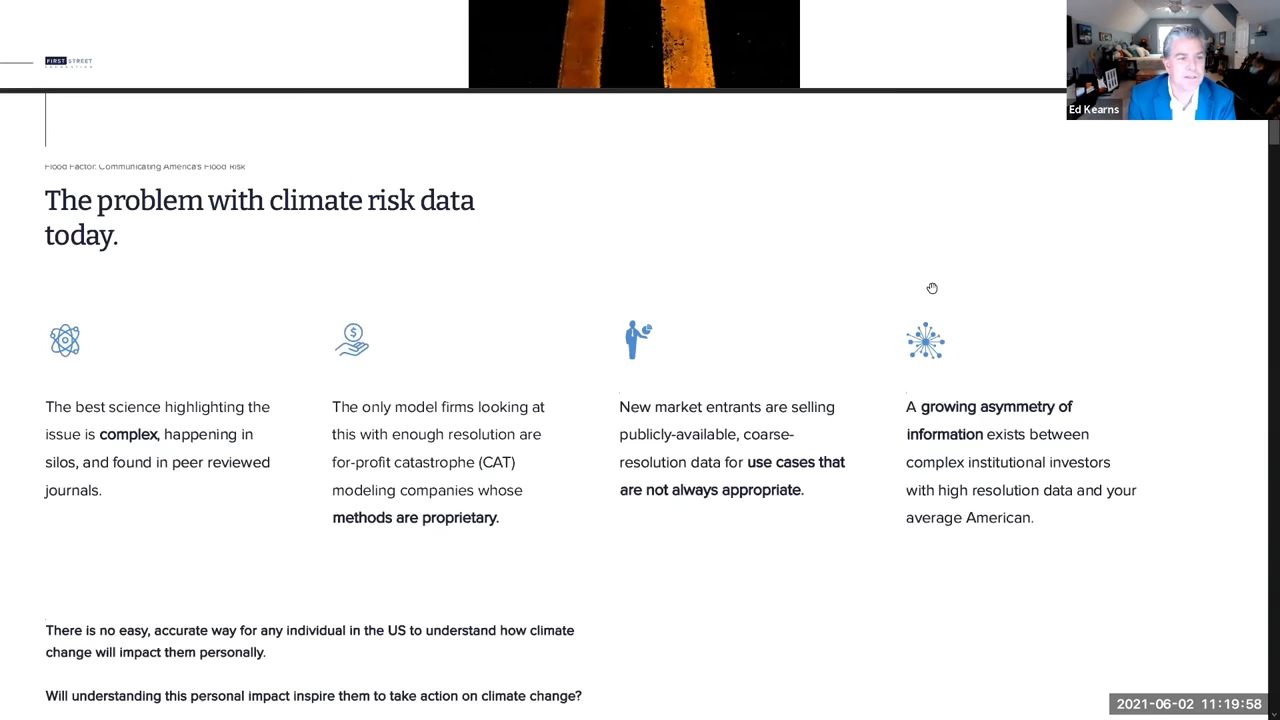 FIRST STREET
FOUNDATION
Ed Kearns
Flood Factor: Communicating America's Flood Risk
The problem with climate risk data
today.
The best science highlighting the
issue is complex, happening in
silos, and found in peer reviewed
journals.
The only model firms looking at
this with enough resolution are
for-profit catastrophe (CAT)
modeling companies whose
methods are proprietary.
New market entrants are selling
publicly-available, coarse-
resolution data for use cases that
are not always appropriate.
A growing asymmetry of
information exists between
complex institutional investors
with high resolution data and your
average American.
There is no easy, accurate way for any individual in the US to understand how climate
change will impact them personally.
Will understanding this personal impact inspire them to take action on climate change?
2021-06-02 11:19:58